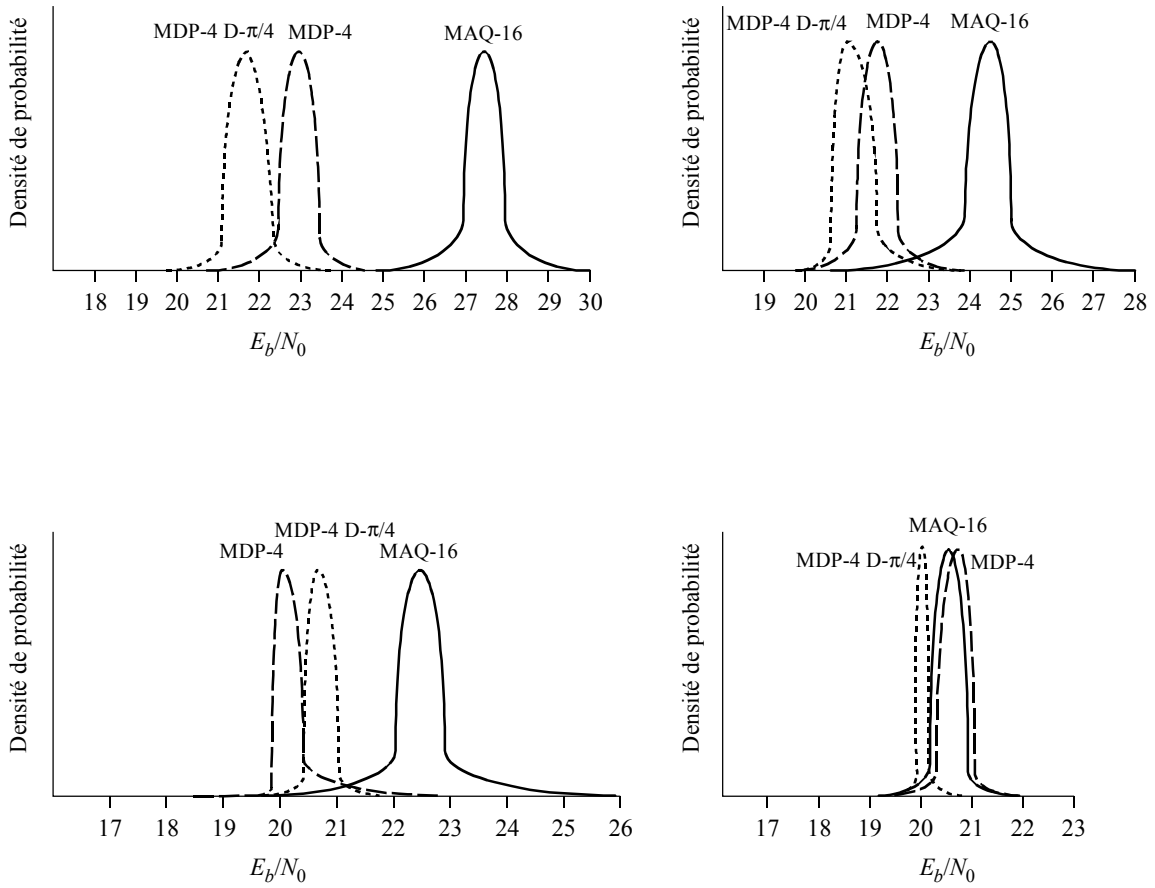 MDP-4 D-π/4 MDP-4 MAQ-16
Densité de probabilité
18 19 20 21 22 23 24 25 26 27 28 29 30
E_b/N_0
MDP-4 D-π/4 MDP-4 MAQ-16
Densité de probabilité
19 20 21 22 23 24 25 26 27 28
E_b/N_0
MDP-4 D-π/4
MDP-4 MAQ-16
Densité de probabilité
17 18 19 20 21 22 23 24 25 26
E_b/N_0
MAQ-16
MDP-4 D-π/4 MDP-4
Densité de probabilité
17 18 19 20 21 22 23
E_b/N_0